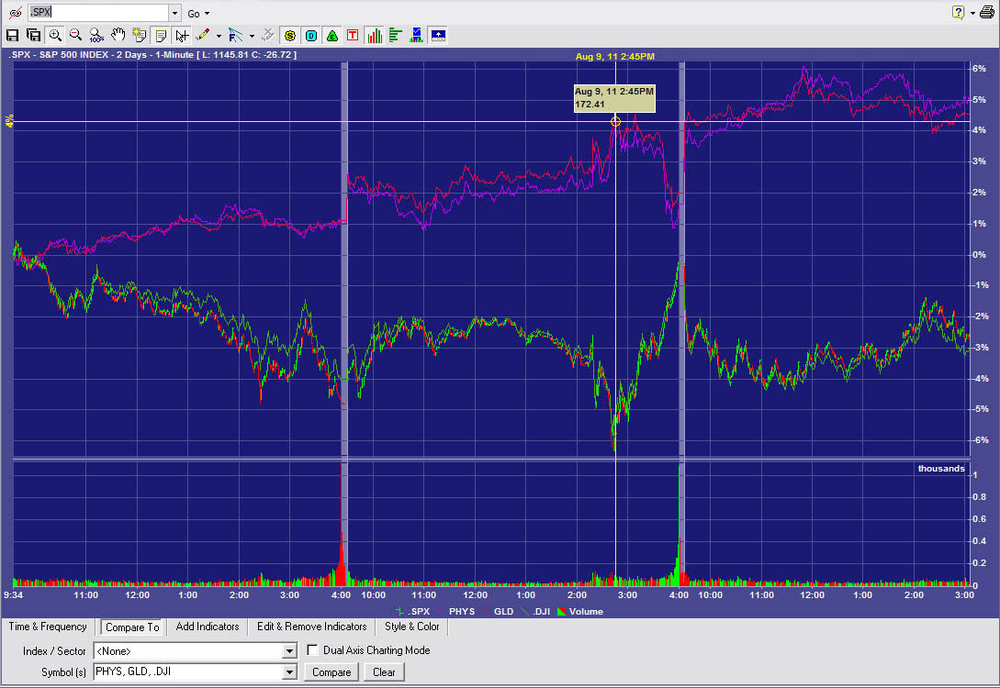 .SPX Go
.SPX - S&P 500 INDEX - 2 Days - 1-Minute [ L: 1145.81 C: -26.72 ]
Aug 9, 11 2:45PM
Aug 9, 11 2:45PM
172.41
4%
6%
5%
4%
3%
2%
1%
0%
-1%
-2%
-3%
-4%
-5%
-6%
thousands
1
0.8
0.6
0.4
0.2
0
9:34 11:00 12:00 1:00 2:00 3:00 4:00 10:00 11:00 12:00 1:00 2:00 3:00 4:00 10:00 11:00 12:00 1:00 2:00 3:00
.SPX PHYS GLD .DJI Volume
Time & Frequency Compare To Add Indicators Edit & Remove Indicators Style & Color
Index / Sector <None> Dual Axis Charting Mode
Symbol (s) PHYS, GLD, .DJI Compare Clear